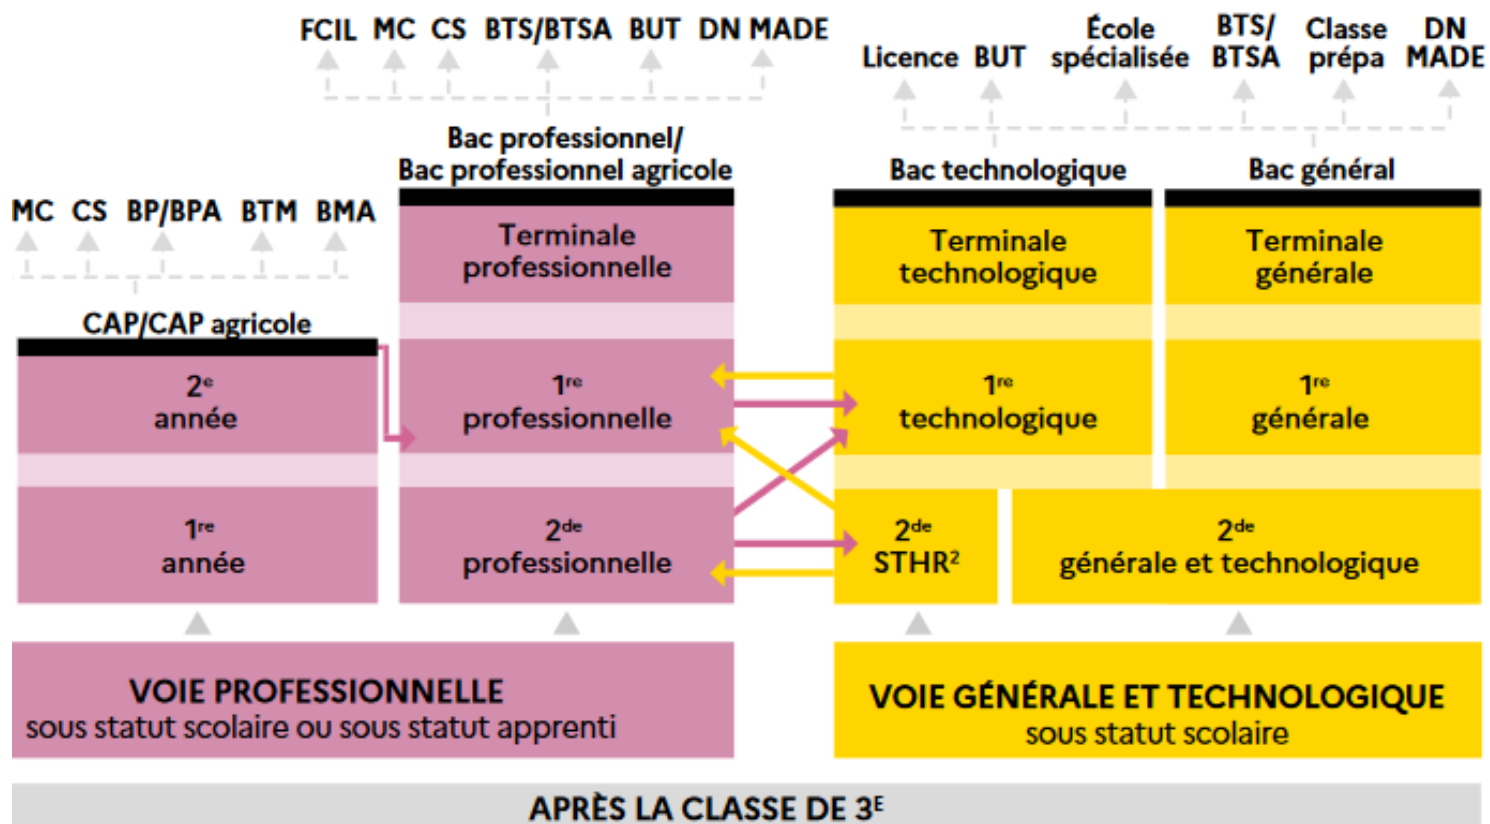 FCIL MC CS BTS/BTSA BUT DN MADE
Licence BUT École spécialisée BTS/BTSA Classe prépa DN MADE
Bac professionnel/
Bac professionnel agricole
Bac technologique
Bac général
MC CS BP/BPA BTM BMA
CAP/CAP agricole
Terminale
professionnelle
Terminale
technologique
Terminale
générale
2e
année
1re
professionnelle
1re
technologique
1re
générale
1re
année
2de
professionnelle
2de
STHR2
2de
générale et technologique
VOIE PROFESSIONNELLE
sous statut scolaire ou sous statut apprenti
VOIE GÉNÉRALE ET TECHNOLOGIQUE
sous statut scolaire
APRÈS LA CLASSE DE 3E